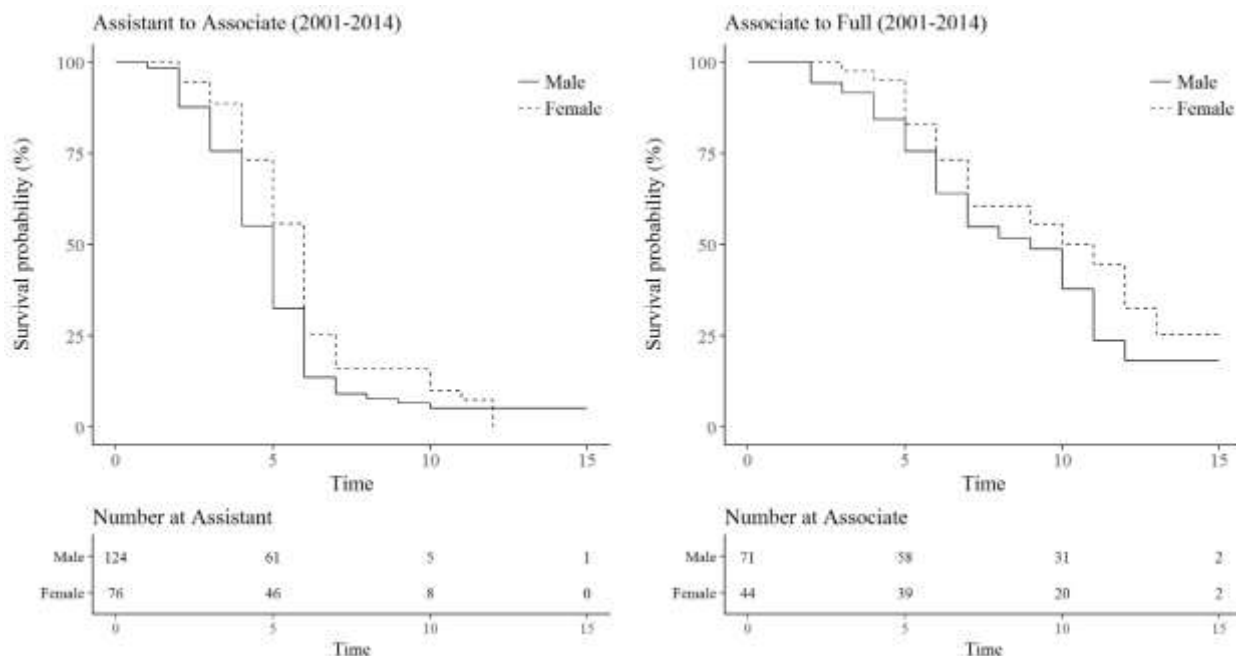 Assistant to Associate (2001-2014)
100
75
50
25
0
Survival probability (%)
Male
Female
0 5 10 15
Time
Number at Assistant
Male 124 61 5 1
Female 76 46 8 0
0 5 10 15
Time
Associate to Full (2001-2014)
100
75
50
25
0
Survival probability (%)
Male
Female
0 5 10 15
Time
Number at Associate
Male 71 58 31 2
Female 44 39 20 2
0 5 10 15
Time